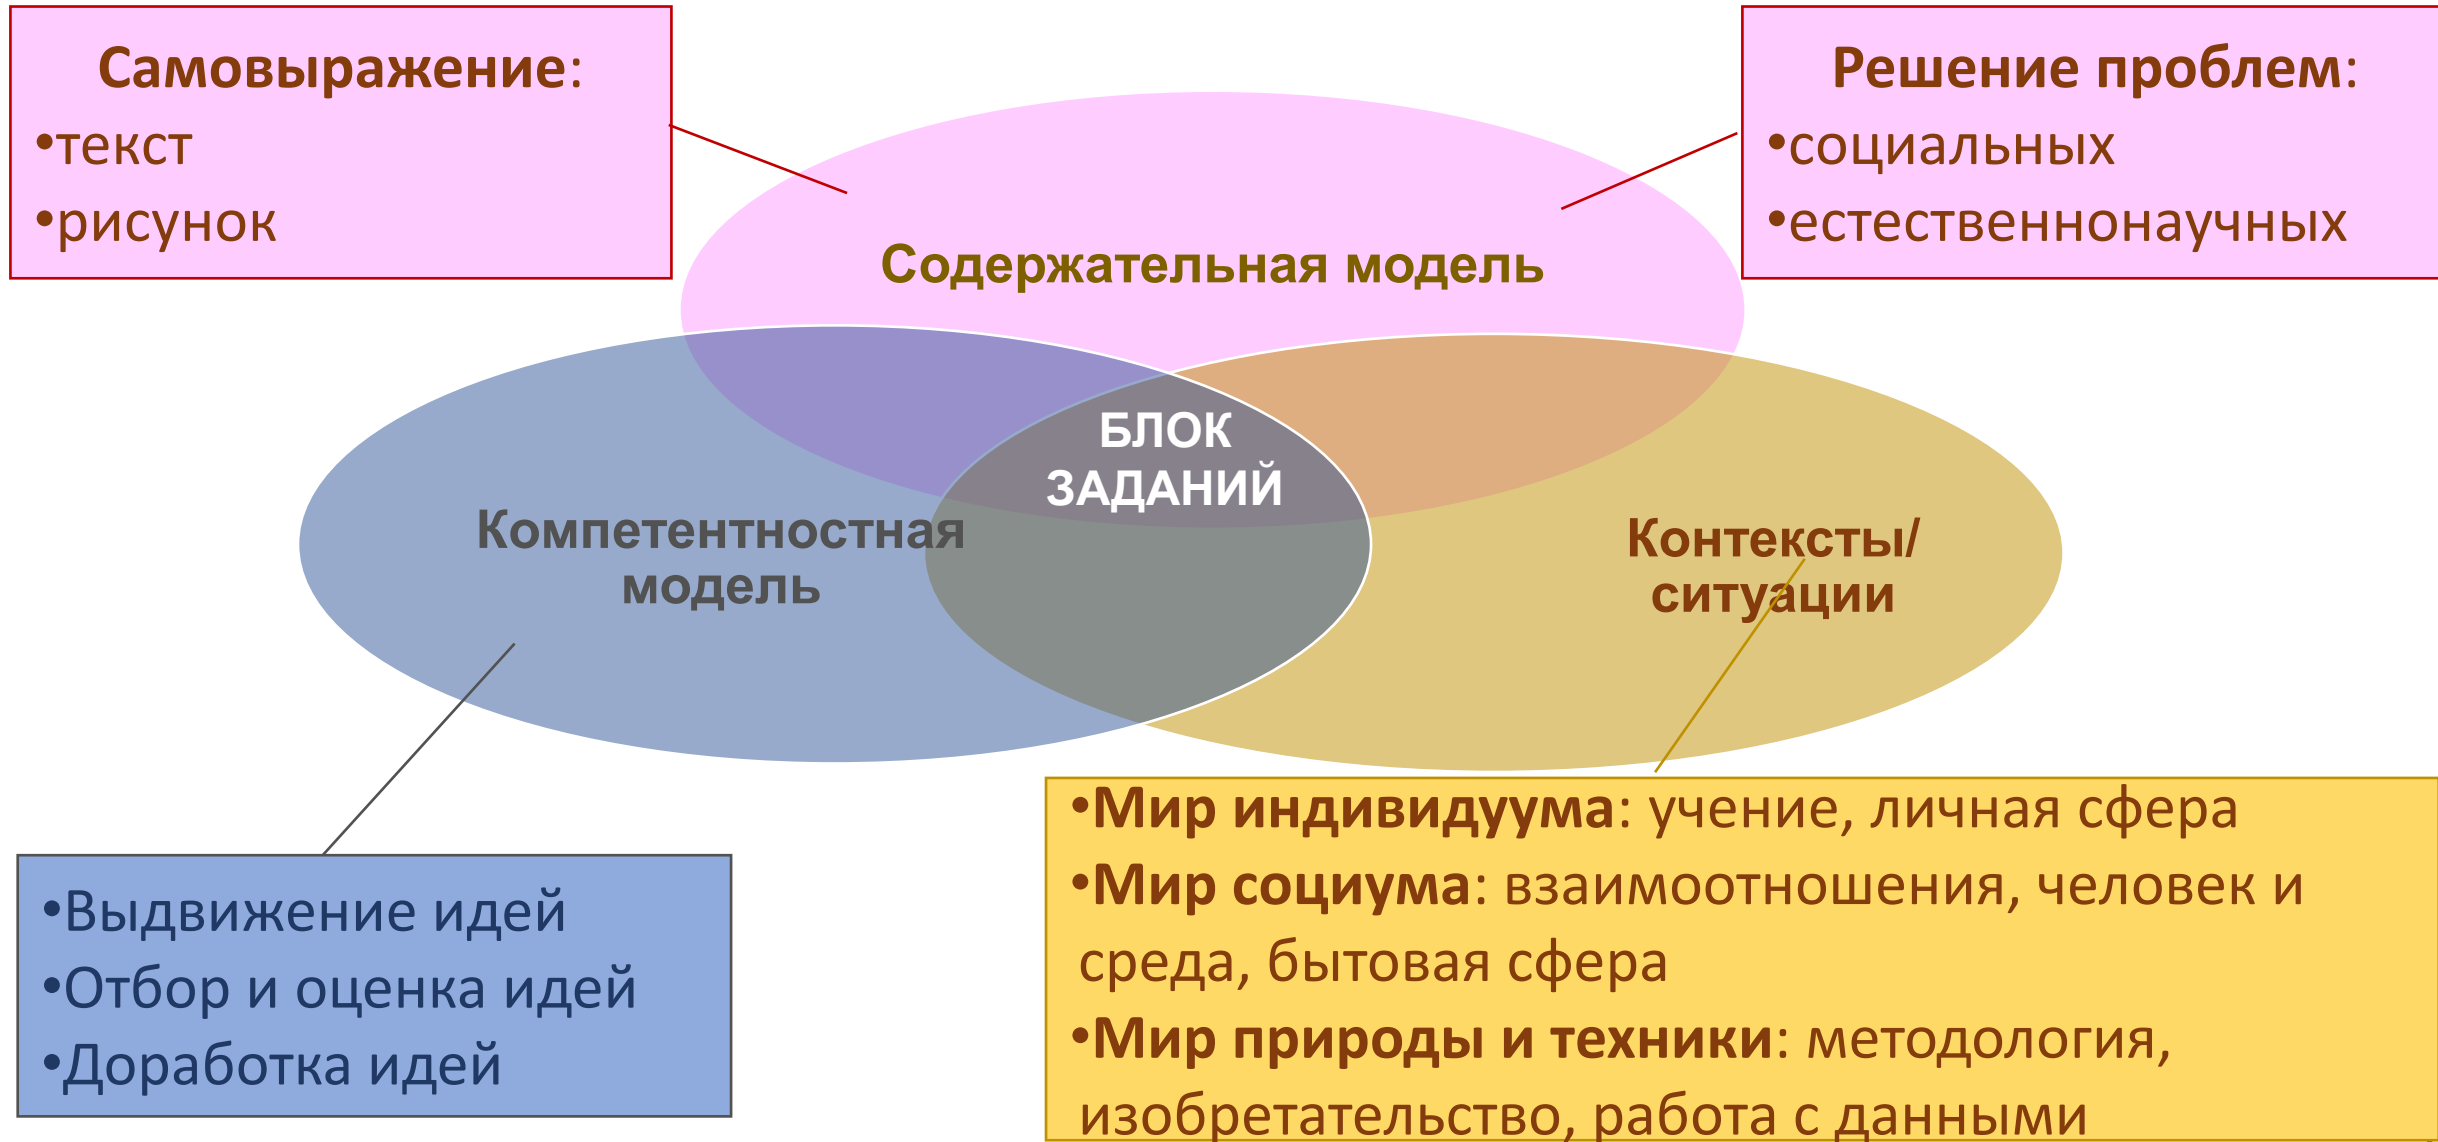 Самовыражение:
•текст
•рисунок
Решение проблем:
•социальных
•естественнонаучных
Содержательная модель
БЛОК
ЗАДАНИЙ
Компетентностная
модель
Контексты/
ситуации
•Выдвижение идей
•Отбор и оценка идей
•Доработка идей
•Мир индивидуума: учение, личная сфера
•Мир социума: взаимоотношения, человек и
среда, бытовая сфера
•Мир природы и техники: методология,
изобретательство, работа с данными